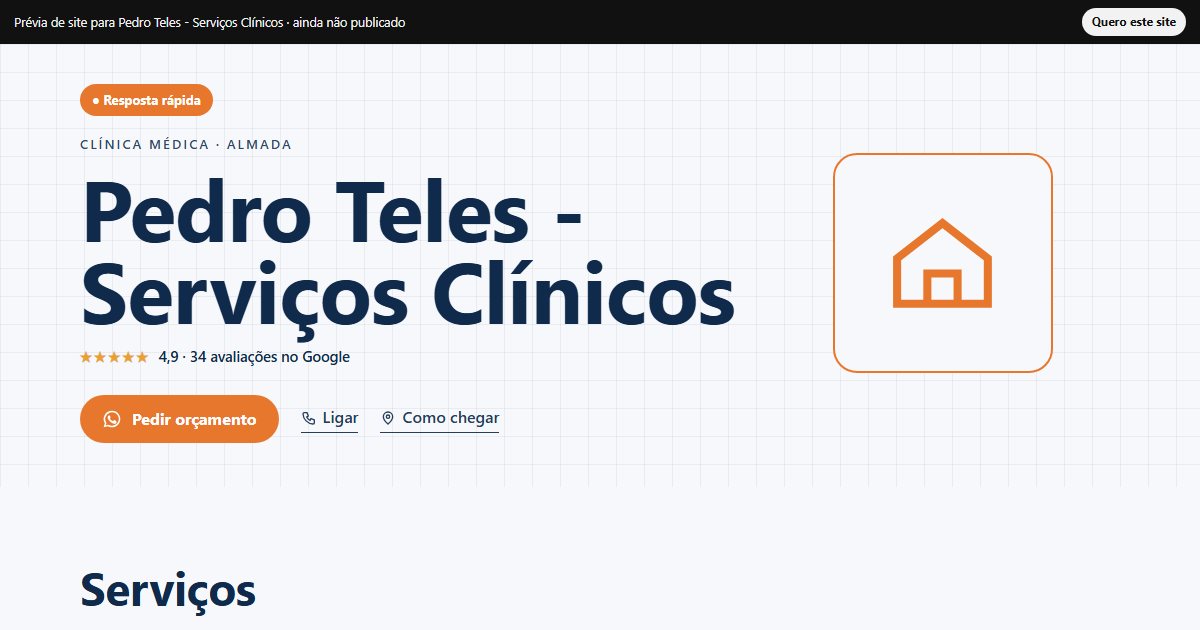 Prévia de site para Pedro Teles - Serviços Clínicos · ainda não publicado
Quero este site
Resposta rápida
CLÍNICA MÉDICA · ALMADA
Pedro Teles -
Serviços Clínicos
★★★★★ 4,9 · 34 avaliações no Google
Pedir orçamento
Ligar
Como chegar
Serviços